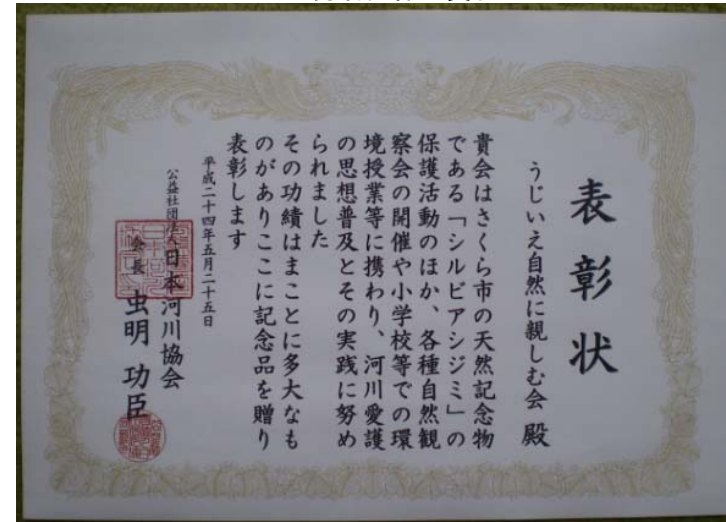 表彰状
うじいえ自然に親しむ会 殿
貴会はさくら市の天然記念物
である「シルビアシジミ」の
保護活動のほか、各種自然観
察会の開催や小学校等での環
境授業等に携わり、河川愛護
の思想普及とその実践に努め
られました
その功績はまことに多大なも
のがありここに記念品を贈り
表彰します
平成二十四年五月二十五日
公益社団法人日本河川協会
会長 虫明 功臣